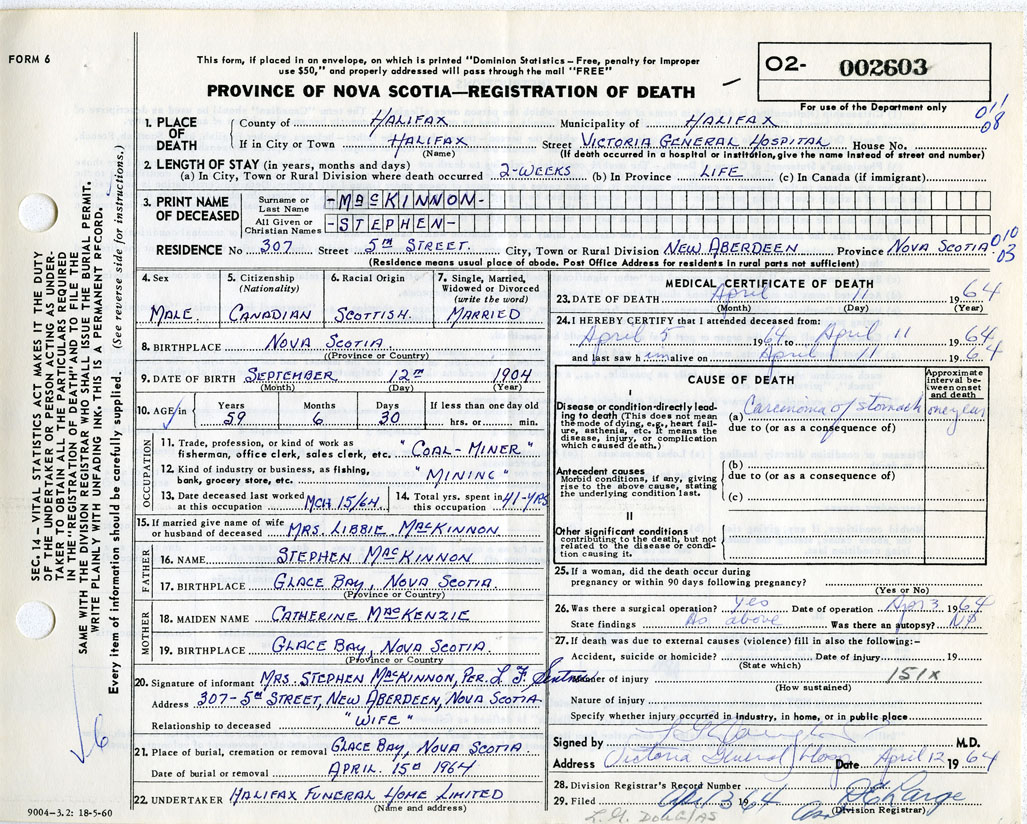 FORM 6
This form, if placed in an envelope, on which is printed "Dominion Statistics – Free, penalty for improper
use $50," and properly addressed will pass through the mail "FREE"
PROVINCE OF NOVA SCOTIA—REGISTRATION OF DEATH
O2- 002603
For use of the Department only
011
08
1. PLACE OF DEATH
County of HALIFAX Municipality of HALIFAX
If in City or Town HALIFAX Street VICTORIA GENERAL HOSPITAL House No.
(Name) (If death occurred in a hospital or institution, give the name instead of street and number)
2. LENGTH OF STAY (in years, months and days)
(a) In City, Town or Rural Division where death occurred 2-WEEKS (b) In Province LIFE (c) In Canada (if immigrant)
3. PRINT NAME OF DECEASED
Surname or Last Name -MacKINNON-
All Given or Christian Names -STEPHEN-
RESIDENCE No 307 Street 5TH STREET. City, Town or Rural Division NEW ABERDEEN Province NOVA SCOTIA
010
03
(Residence means usual place of abode. Post Office Address for residents in rural parts not sufficient)
4. Sex MALE.
5. Citizenship (Nationality) CANADIAN
6. Racial Origin SCOTTISH.
7. Single, Married, Widowed or Divorced (write the word) MARRIED
8. BIRTHPLACE NOVA SCOTIA
(Province or Country)
9. DATE OF BIRTH SEPTEMBER 12TH 1904
(Month) (Day) (Year)
10. AGE in Years Months Days If less than one day old
59 6 30 hrs. or min.
OCCUPATION
11. Trade, profession, or kind of work as
fisherman, office clerk, sales clerk, etc. "COAL-MINER"
12. Kind of industry or business, as fishing,
bank, grocery store, etc. "MINING"
13. Date deceased last worked at this occupation MCH 15/64
14. Total yrs. spent in this occupation 41-YRS
15. If married give name of wife
or husband of deceased MRS. LIBBIE MACKINNON
FATHER
16. NAME STEPHEN MACKINNON
17. BIRTHPLACE GLACE BAY, NOVA SCOTIA
(Province or Country)
MOTHER
18. MAIDEN NAME CATHERINE MACKENZIE
19. BIRTHPLACE GLACE BAY, NOVA SCOTIA.
(Province or Country
20. Signature of informant MRS. STEPHEN MACKINNON, PER. L F.
Address 307-5TH STREET, NEW ABERDEEN, NOVA SCOTIA
Relationship to deceased "WIFE"
21. Place of burial, cremation or removal GLACE BAY, NOVA SCOTIA.
Date of burial or removal APRIL. 15TH 1964
22. UNDERTAKER HALIFAX FUNERAL HOME LIMITED
(Name and address)
MEDICAL CERTIFICATE OF DEATH
23. DATE OF DEATH April 11 1964
(Month) (Day) (Year)
24. I HEREBY CERTIFY that I attended deceased from:
April 5 1964 to April 11 1964
and last saw him alive on April 11 1964
CAUSE OF DEATH
Approximate interval between onset and death
I
Disease or condition directly leading to death (This does not mean
the mode of dying, e.g., heart failure, asthenia, etc. It means the
disease, injury, or complication
which caused death.)
(a) Carcenoma of stomach one year
due to (or as a consequence of)
Antecedent causes
Morbid conditions, if any, giving
rise to the above cause, stating
the underlying condition last.
(b)
due to (or as a consequence of)
(c)
II
Other significant conditions
contributing to the death, but not
related to the disease or condition causing it.
25. If a woman, did the death occur during
pregnancy or within 90 days following pregnancy?
(Yes or No)
26. Was there a surgical operation? Yes Date of operation Apr 3 1964
State findings As above Was there an autopsy? No
27. If death was due to external causes (violence) fill in also the following:–
Accident, suicide or homicide? Date of injury 19
(State which)
Manner of injury 151X
(How sustained)
Nature of injury
Specify whether injury occurred in industry, in home, or in public place
Signed by M.D.
Address Victoria General Hosp Date April 12 1964
28. Division Registrar's Record Number
29. Filed 1964
(Division Registrar)
L.G. DOUGLAS
SEC. 14 – VITAL STATISTICS ACT MAKES IT THE DUTY
OF THE UNDERTAKER OR PERSON ACTING AS UNDER-
TAKER TO OBTAIN ALL THE PARTICULARS REQUIRED
IN THE "REGISTRATION OF DEATH" AND TO FILE THE
SAME WITH THE DIVISION REGISTRAR WHO SHALL ISSUE THE BURIAL PERMIT.
WRITE PLAINLY WITH UNFADING INK. THIS IS A PERMANENT RECORD.
Every item of information should be carefully supplied. (See reverse side for instructions.)
6
9004-3.2: 18-5-60